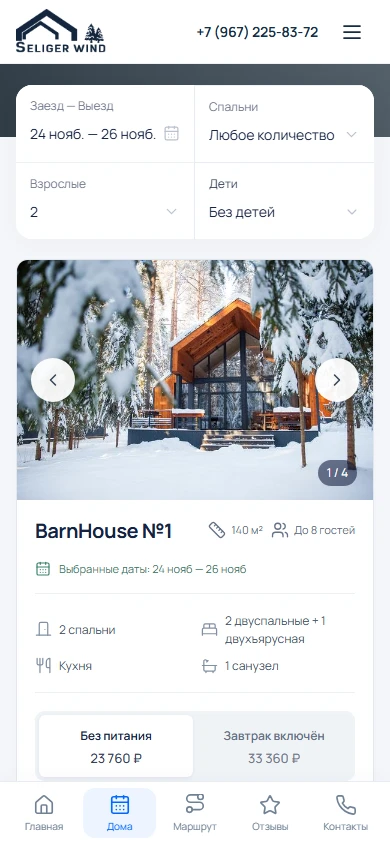 SELIGER WIND
+7 (967) 225-83-72
Заезд — Выезд
24 нояб. — 26 нояб.
Спальни
Любое количество
Взрослые
2
Дети
Без детей
1 / 4
BarnHouse №1
140 м²
До 8 гостей
Выбранные даты: 24 нояб — 26 нояб
2 спальни
2 двуспальные + 1
двухъярусная
Кухня
1 санузел
Без питания
23 760 ₽
Завтрак включён
33 360 ₽
Главная
Дома
Маршрут
Отзывы
Контакты